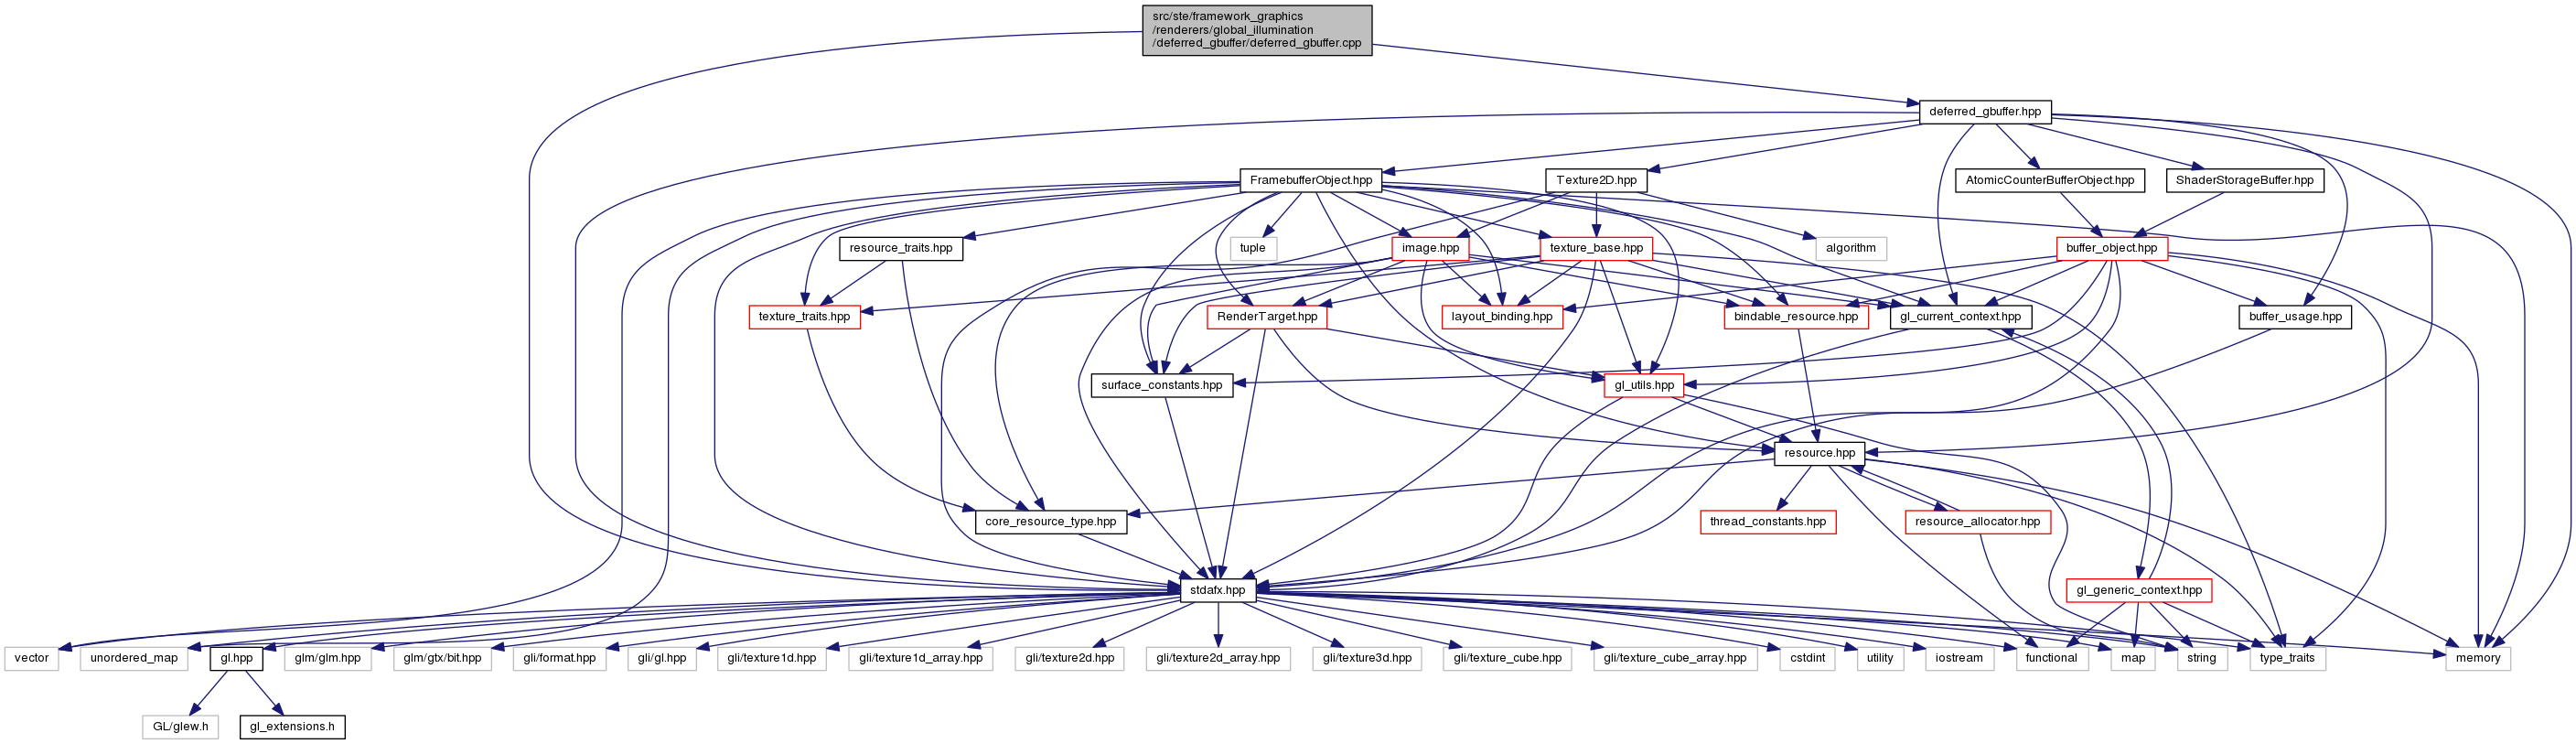 src/ste/framework_graphics
/renderers/global_illumination
/deferred_gbuffer/deferred_gbuffer.cpp
deferred_gbuffer.hpp
FramebufferObject.hpp
Texture2D.hpp
AtomicCounterBufferObject.hpp
ShaderStorageBuffer.hpp
resource_traits.hpp
tuple
image.hpp
texture_base.hpp
algorithm
buffer_object.hpp
texture_traits.hpp
RenderTarget.hpp
layout_binding.hpp
bindable_resource.hpp
gl_current_context.hpp
buffer_usage.hpp
surface_constants.hpp
gl_utils.hpp
resource.hpp
core_resource_type.hpp
thread_constants.hpp
resource_allocator.hpp
stdafx.hpp
gl_generic_context.hpp
vector
unordered_map
gl.hpp
glm/glm.hpp
glm/gtx/bit.hpp
gli/format.hpp
gli/gl.hpp
gli/texture1d.hpp
gli/texture1d_array.hpp
gli/texture2d.hpp
gli/texture2d_array.hpp
gli/texture3d.hpp
gli/texture_cube.hpp
gli/texture_cube_array.hpp
cstdint
utility
iostream
functional
map
string
type_traits
memory
GL/glew.h
gl_extensions.h